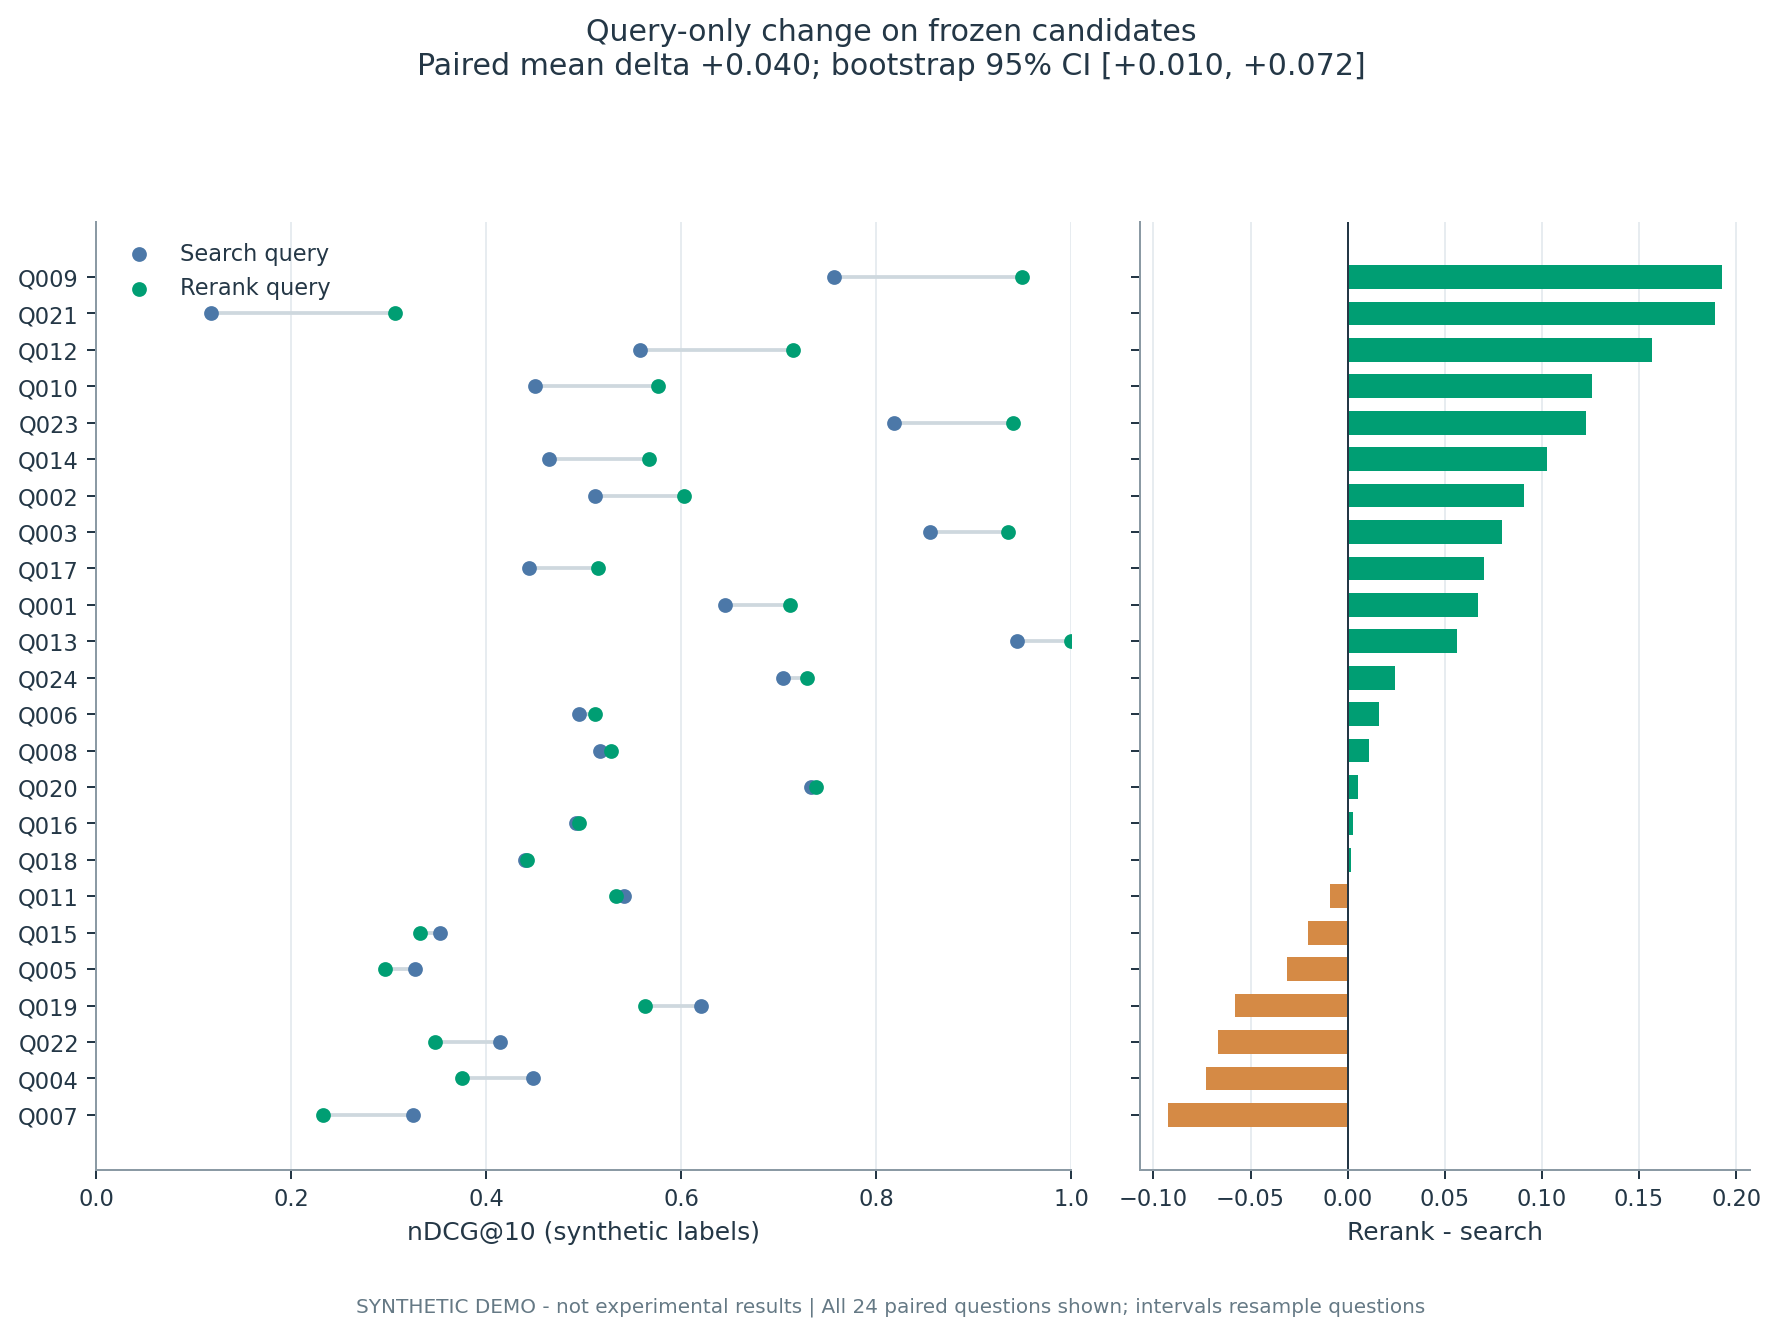 Query-only change on frozen candidates
Paired mean delta +0.040; bootstrap 95% CI [+0.010, +0.072]
Search query
Rerank query
Q009
Q021
Q012
Q010
Q023
Q014
Q002
Q003
Q017
Q001
Q013
Q024
Q006
Q008
Q020
Q016
Q018
Q011
Q015
Q005
Q019
Q022
Q004
Q007
0.0 0.2 0.4 0.6 0.8 1.0
nDCG@10 (synthetic labels)
−0.10 −0.05 0.00 0.05 0.10 0.15 0.20
Rerank - search
SYNTHETIC DEMO - not experimental results | All 24 paired questions shown; intervals resample questions